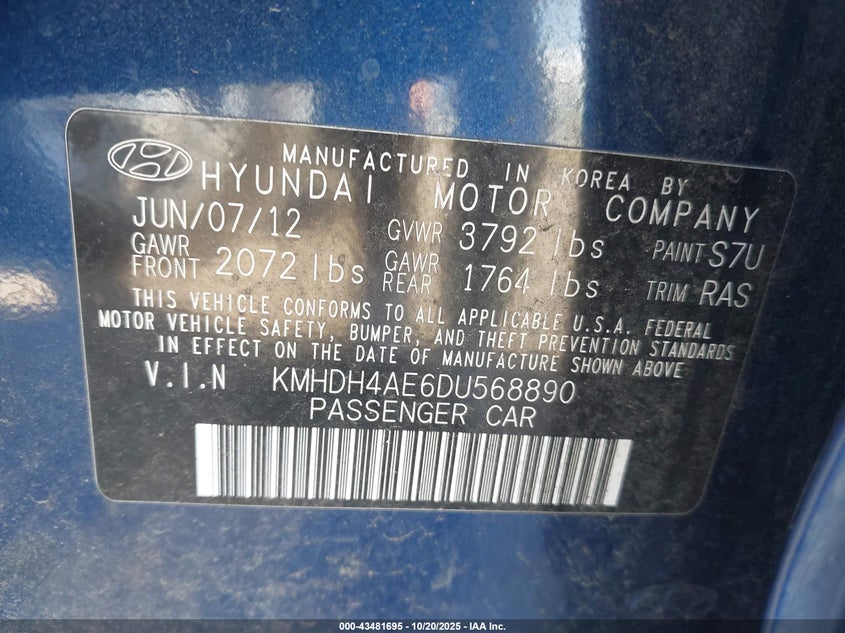 MANUFACTURED IN KOREA BY
HYUNDAI MOTOR COMPANY
JUN/07/12 GVWR 3792 lbs PAINT S7U
GAWR FRONT 2072 lbs GAWR REAR 1764 lbs TRIM RAS
THIS VEHICLE CONFORMS TO ALL APPLICABLE U.S.A. FEDERAL
MOTOR VEHICLE SAFETY, BUMPER, AND THEFT PREVENTION STANDARDS
IN EFFECT ON THE DATE OF MANUFACTURE SHOWN ABOVE
V.I.N KMHDH4AE6DU568890
PASSENGER CAR
000-43481695 | 10/20/2025 - IAA Inc.